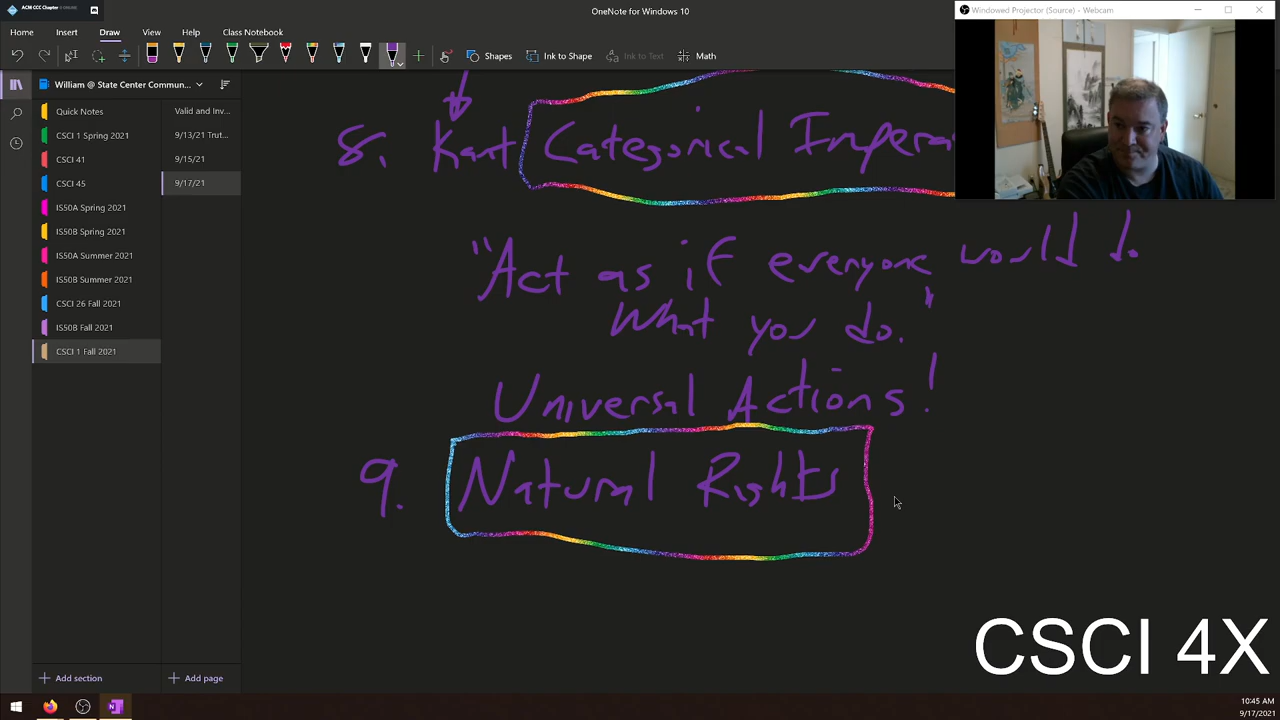 ACM CCC Chapter
OneNote for Windows 10
Windowed Projector (Source) - Webcam
Home Insert Draw View Help Class Notebook
Shapes Ink to Shape Ink to Text Math
William @ State Center Commun...
Quick Notes
CSCI 1 Spring 2021
CSCI 41
CSCI 45
Spring 2021
IS50B Spring 2021
IS50A Summer 2021
IS50B Summer 2021
CSCI 26 Fall 2021
IS50B Fall 2021
CSCI 1 Fall 2021
Add section
Valid and Inv...
9/13/21 Trut...
9/15/21
9/17/21
Add page
8. Kant Categorical Impera
"Act as if everyone would do
what you do."
Universal Actions!
9. Natural Rights
CSCI 4X
10:45 AM
9/17/2021